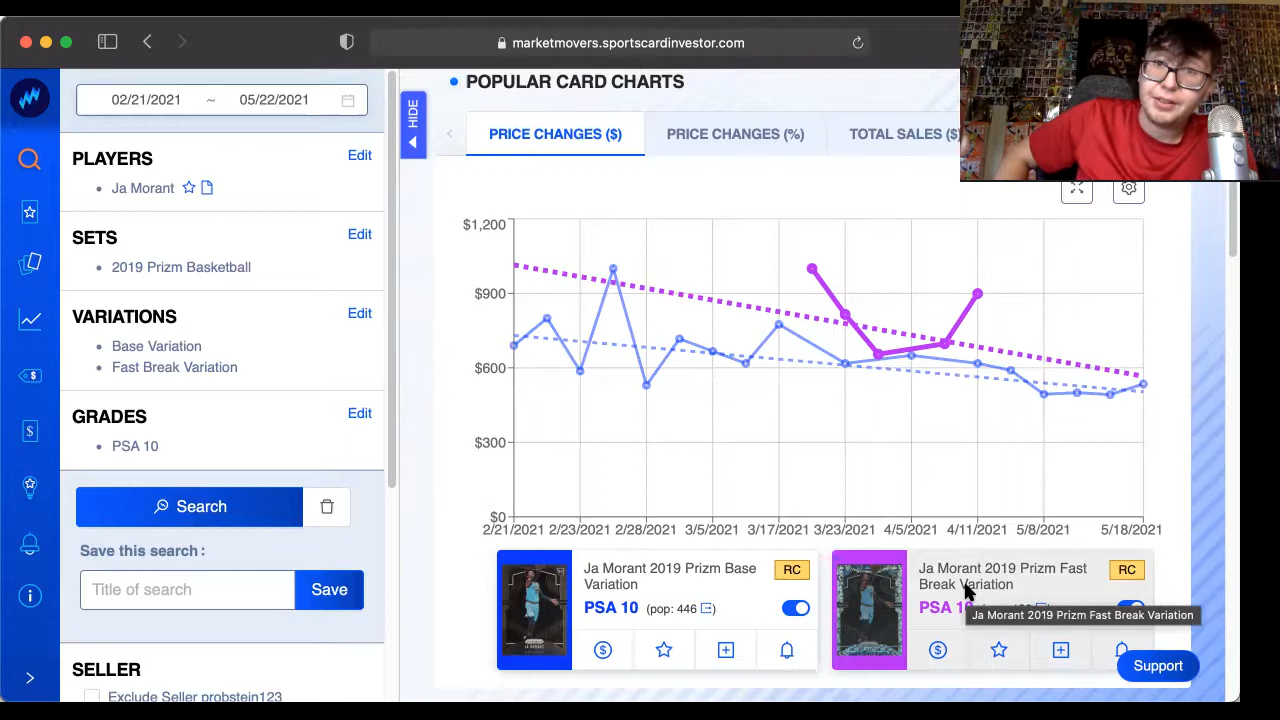 marketmovers.sportscardinvestor.com
02/21/2021 ~ 05/22/2021
PLAYERS
Edit
Ja Morant
SETS
Edit
2019 Prizm Basketball
VARIATIONS
Edit
Base Variation
Fast Break Variation
GRADES
Edit
PSA 10
Search
Save this search :
Title of search
Save
SELLER
Exclude Seller probstein123
HIDE
POPULAR CARD CHARTS
PRICE CHANGES ($)
PRICE CHANGES (%)
TOTAL SALES ($)
$1,200
$900
$600
$300
$0
2/21/2021 2/23/2021 2/28/2021 3/5/2021 3/17/2021 3/23/2021 4/5/2021 4/11/2021 5/8/2021 5/18/2021
Ja Morant 2019 Prizm Base
Variation
RC
PSA 10 (pop: 446
)
Ja Morant 2019 Prizm Fast
Break Variation
RC
PSA 10
Ja Morant 2019 Prizm Fast Break Variation
Support